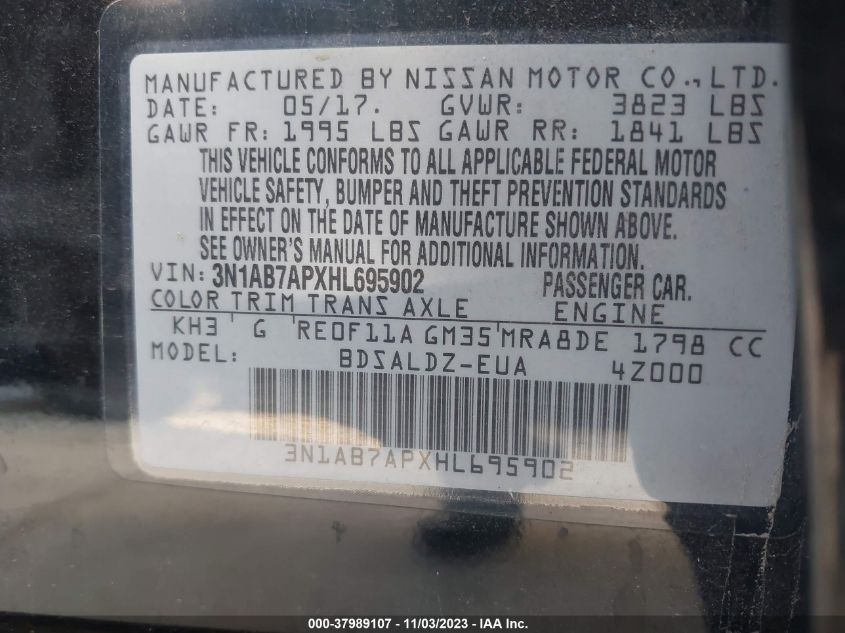 MANUFACTURED BY NISSAN MOTOR CO., LTD.
DATE: 05/17. GVWR: 3823 LBS
GAWR FR: 1995 LBS GAWR RR: 1841 LBS
THIS VEHICLE CONFORMS TO ALL APPLICABLE FEDERAL MOTOR
VEHICLE SAFETY, BUMPER AND THEFT PREVENTION STANDARDS
IN EFFECT ON THE DATE OF MANUFACTURE SHOWN ABOVE.
SEE OWNER'S MANUAL FOR ADDITIONAL INFORMATION.
VIN: 3N1AB7APXHL695902 PASSENGER CAR.
COLOR TRIM TRANS AXLE ENGINE
KH3 G RE0F11A GM35 MRA8DE 1798 CC
MODEL: BDSALDZ-EUA 4Z000
3N1AB7APXHL695902
000-37989107 - 11/03/2023 - IAA Inc.